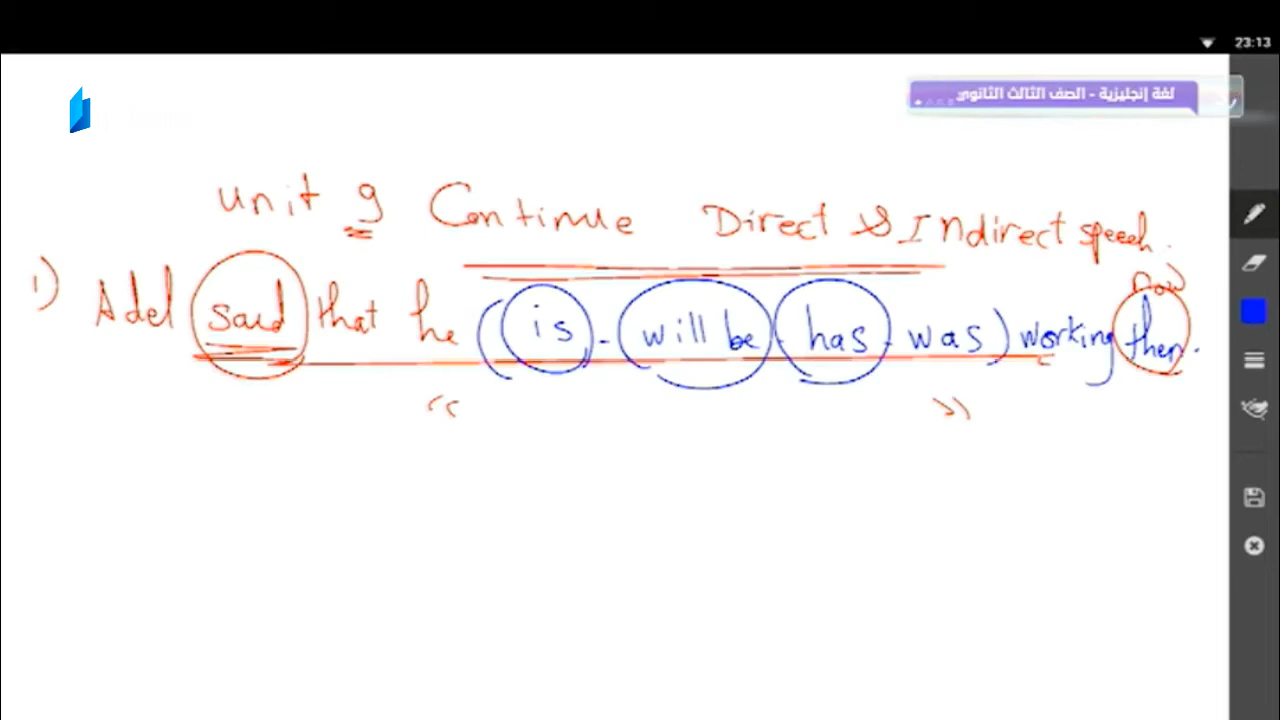 23:13
لغة إنجليزية - الصف الثالث الثانوي
unit 9 Continue Direct & Indirect speech.
now
1) Adel said that he (is - will be - has - was) working then.
" "